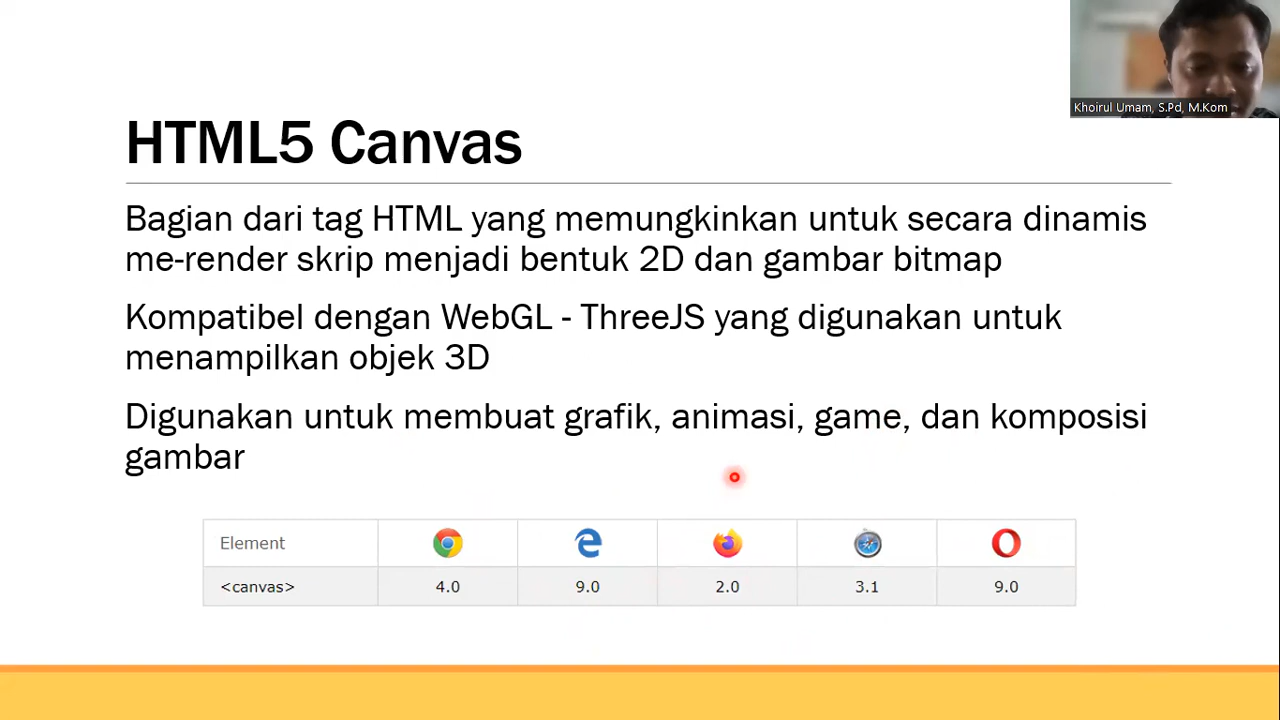 Khoirul Umam, S.Pd, M.Kom
HTML5 Canvas
Bagian dari tag HTML yang memungkinkan untuk secara dinamis
me-render skrip menjadi bentuk 2D dan gambar bitmap
Kompatibel dengan WebGL - ThreeJS yang digunakan untuk
menampilkan objek 3D
Digunakan untuk membuat grafik, animasi, game, dan komposisi
gambar
Element
<canvas> 4.0 9.0 2.0 3.1 9.0